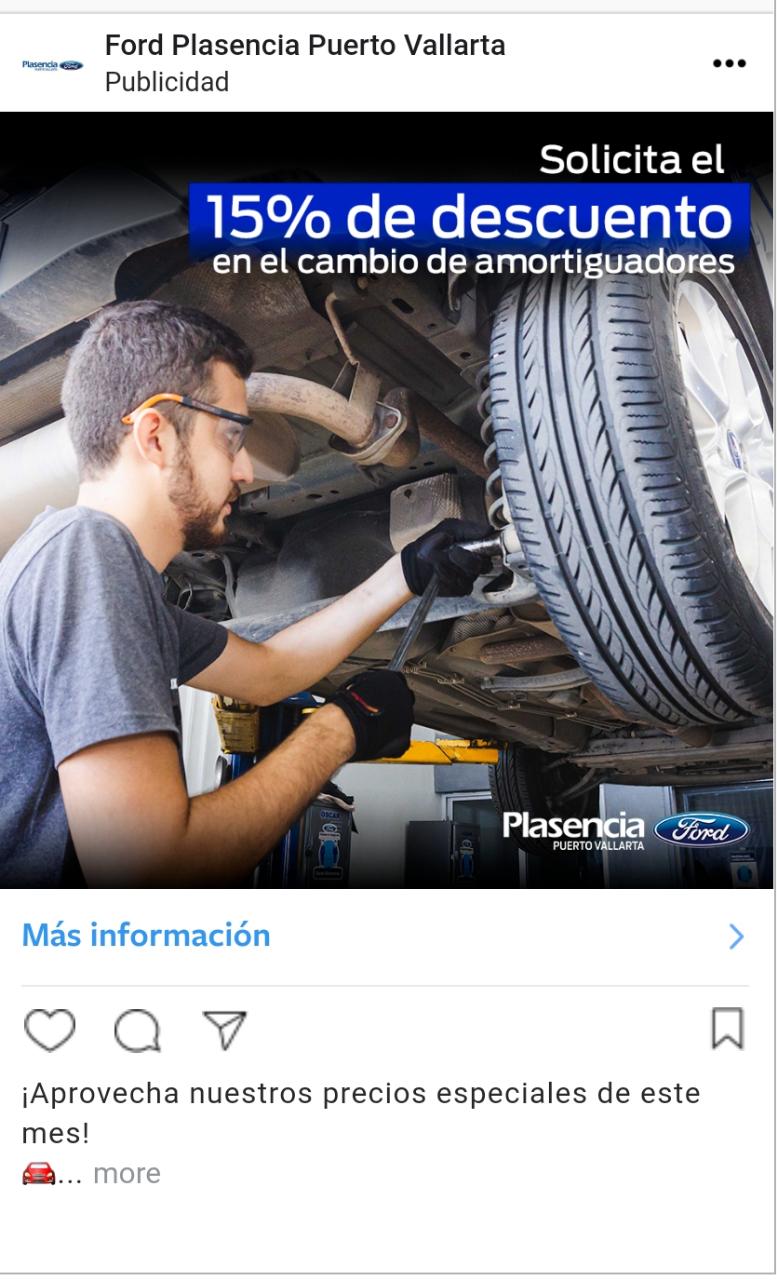 Plasencia Ford
Ford Plasencia Puerto Vallarta
Publicidad
Solicita el
15% de descuento
en el cambio de amortiguadores
OSCAR
Plasencia Ford
PUERTO VALLARTA
Más información
¡Aprovecha nuestros precios especiales de este
mes!
🚘... more